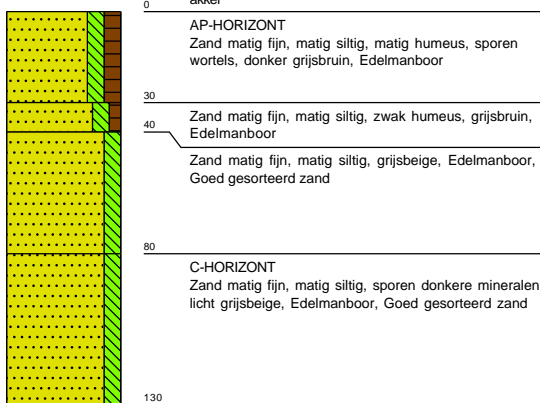 akker
0
AP-HORIZONT
Zand matig fijn, matig siltig, matig humeus, sporen
wortels, donker grijsbruin, Edelmanboor
30
Zand matig fijn, matig siltig, zwak humeus, grijsbruin,
Edelmanboor
40
Zand matig fijn, matig siltig, grijsbeige, Edelmanboor,
Goed gesorteerd zand
80
C-HORIZONT
Zand matig fijn, matig siltig, sporen donkere mineralen
licht grijsbeige, Edelmanboor, Goed gesorteerd zand
130